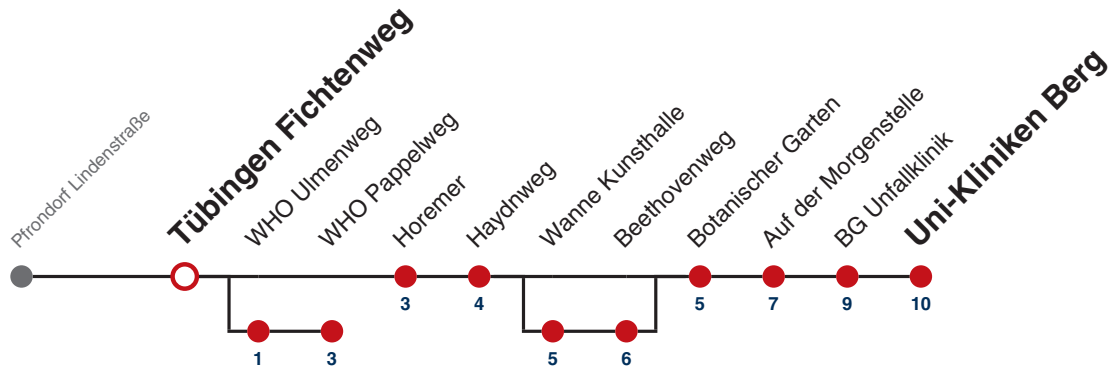 Pfrondorf Lindenstraße
Tübingen Fichtenweg
WHO Ulmenweg
WHO Pappelweg
Horemer
Haydnweg
Wanne Kunsthalle
Beethovenweg
Botanischer Garten
Auf der Morgenstelle
BG Unfallklinik
Uni-Kliniken Berg
3 4 5 7 9 10
1 3 5 6